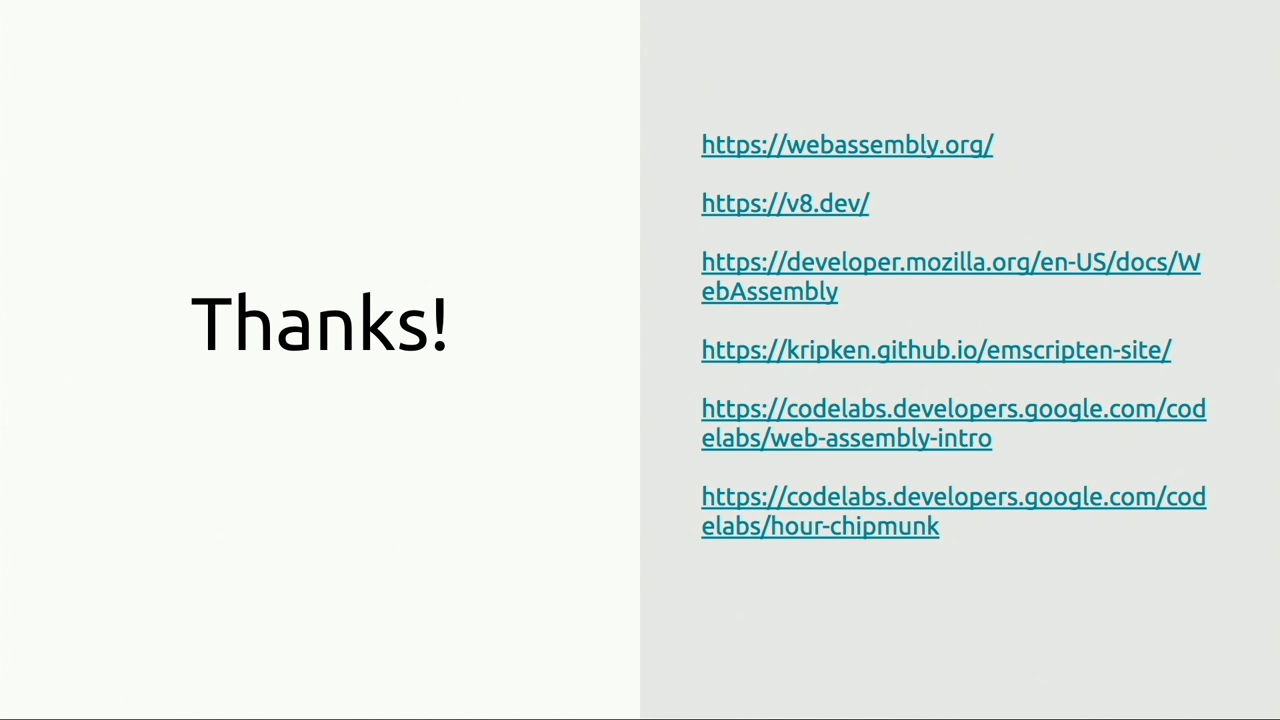 Thanks!
https://webassembly.org/
https://v8.dev/
https://developer.mozilla.org/en-US/docs/W
ebAssembly
https://kripken.github.io/emscripten-site/
https://codelabs.developers.google.com/cod
elabs/web-assembly-intro
https://codelabs.developers.google.com/cod
elabs/hour-chipmunk